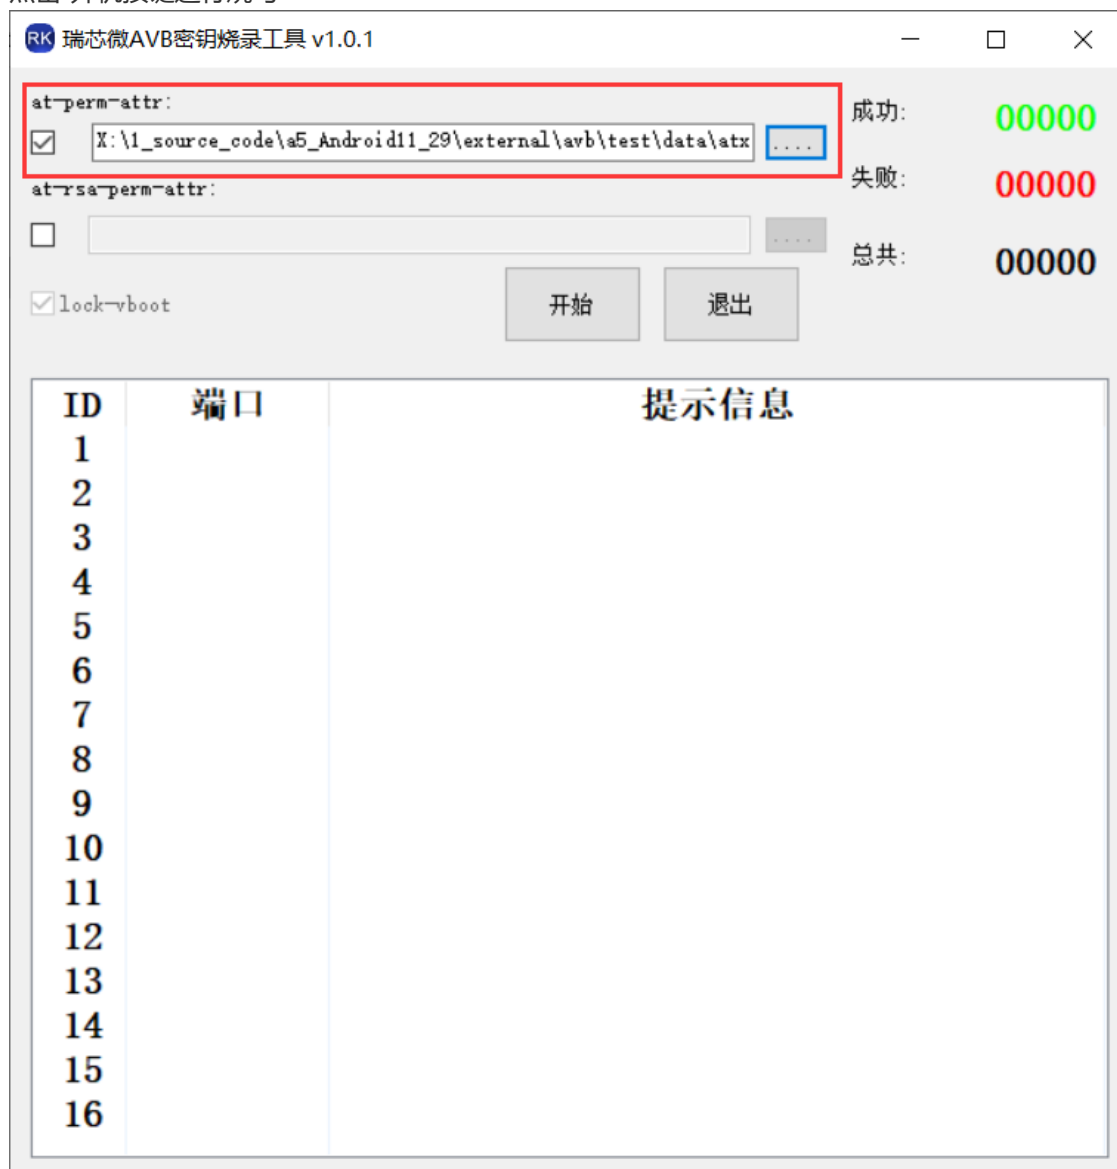 瑞芯微AVB密钥烧录工具 v1.0.1
at-perm-attr:
X:\1_source_code\a5_Android11_29\external\avb\test\data\atx
....
成功: 00000
at-rsa-perm-attr:
失败: 00000
....
总共: 00000
lock-vboot
开始
退出
ID 端口 提示信息
1
2
3
4
5
6
7
8
9
10
11
12
13
14
15
16